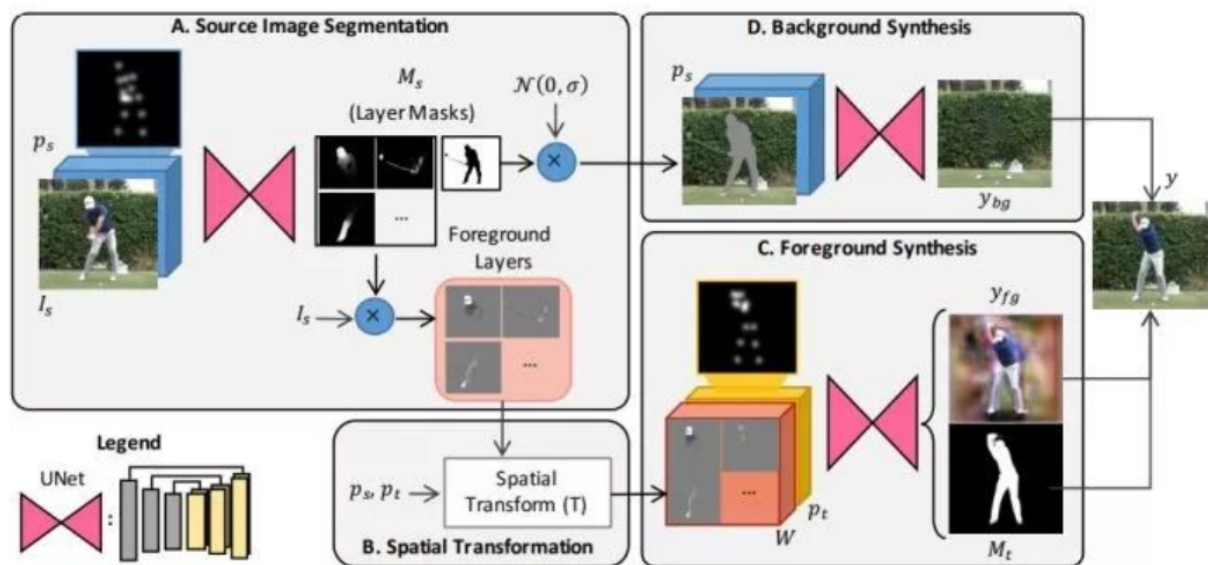 A. Source Image Segmentation
p_s
I_s
M_s
(Layer Masks)
...
N(0, σ)
×
Foreground
Layers
I_s
×
...
D. Background Synthesis
p_s
y_bg
y
C. Foreground Synthesis
y_fg
...
p_t
W
M_t
Legend
UNet
:
p_s, p_t
Spatial
Transform (T)
B. Spatial Transformation